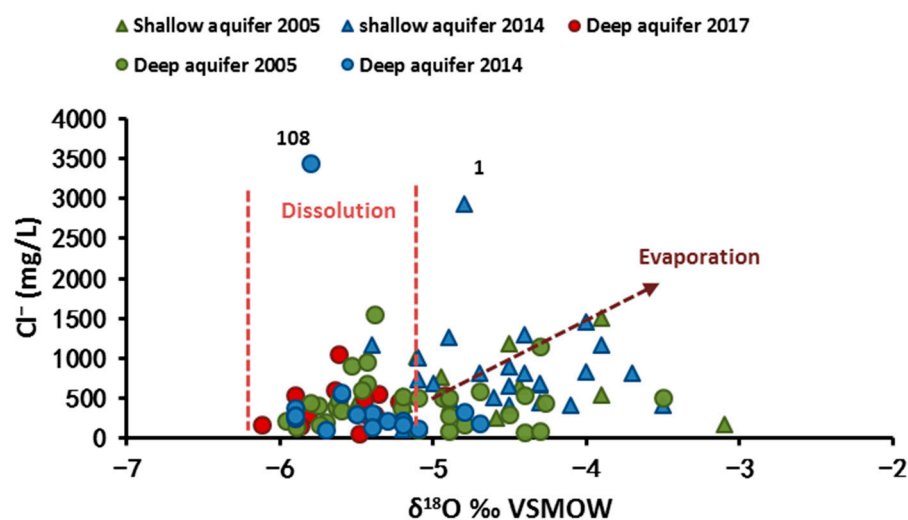 Shallow aquifer 2005 shallow aquifer 2014 Deep aquifer 2017
Deep aquifer 2005 Deep aquifer 2014
4000
3500
3000
2500
2000
1500
1000
500
0
Cl⁻ (mg/L)
108
1
Dissolution
Evaporation
−7 −6 −5 −4 −3 −2
δ¹⁸O ‰ VSMOW